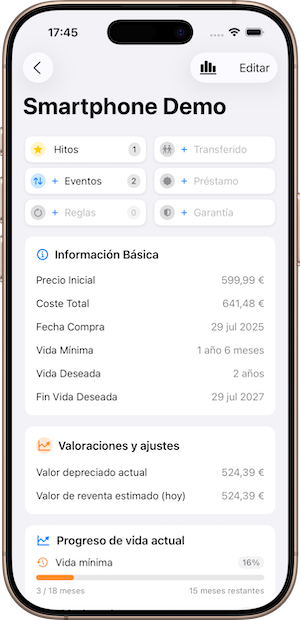 17:45
Editar
Smartphone Demo
Hitos 1
+ Transferido
+ Eventos 2
+ Préstamo
+ Reglas 0
+ Garantía
Información Básica
Precio Inicial 599,99 €
Coste Total 641,48 €
Fecha Compra 29 jul 2025
Vida Mínima 1 año 6 meses
Vida Deseada 2 años
Fin Vida Deseada 29 jul 2027
Valoraciones y ajustes
Valor depreciado actual 524,39 €
Valor de reventa estimado (hoy) 524,39 €
Progreso de vida actual
Vida mínima 16%
3 / 18 meses 15 meses restantes